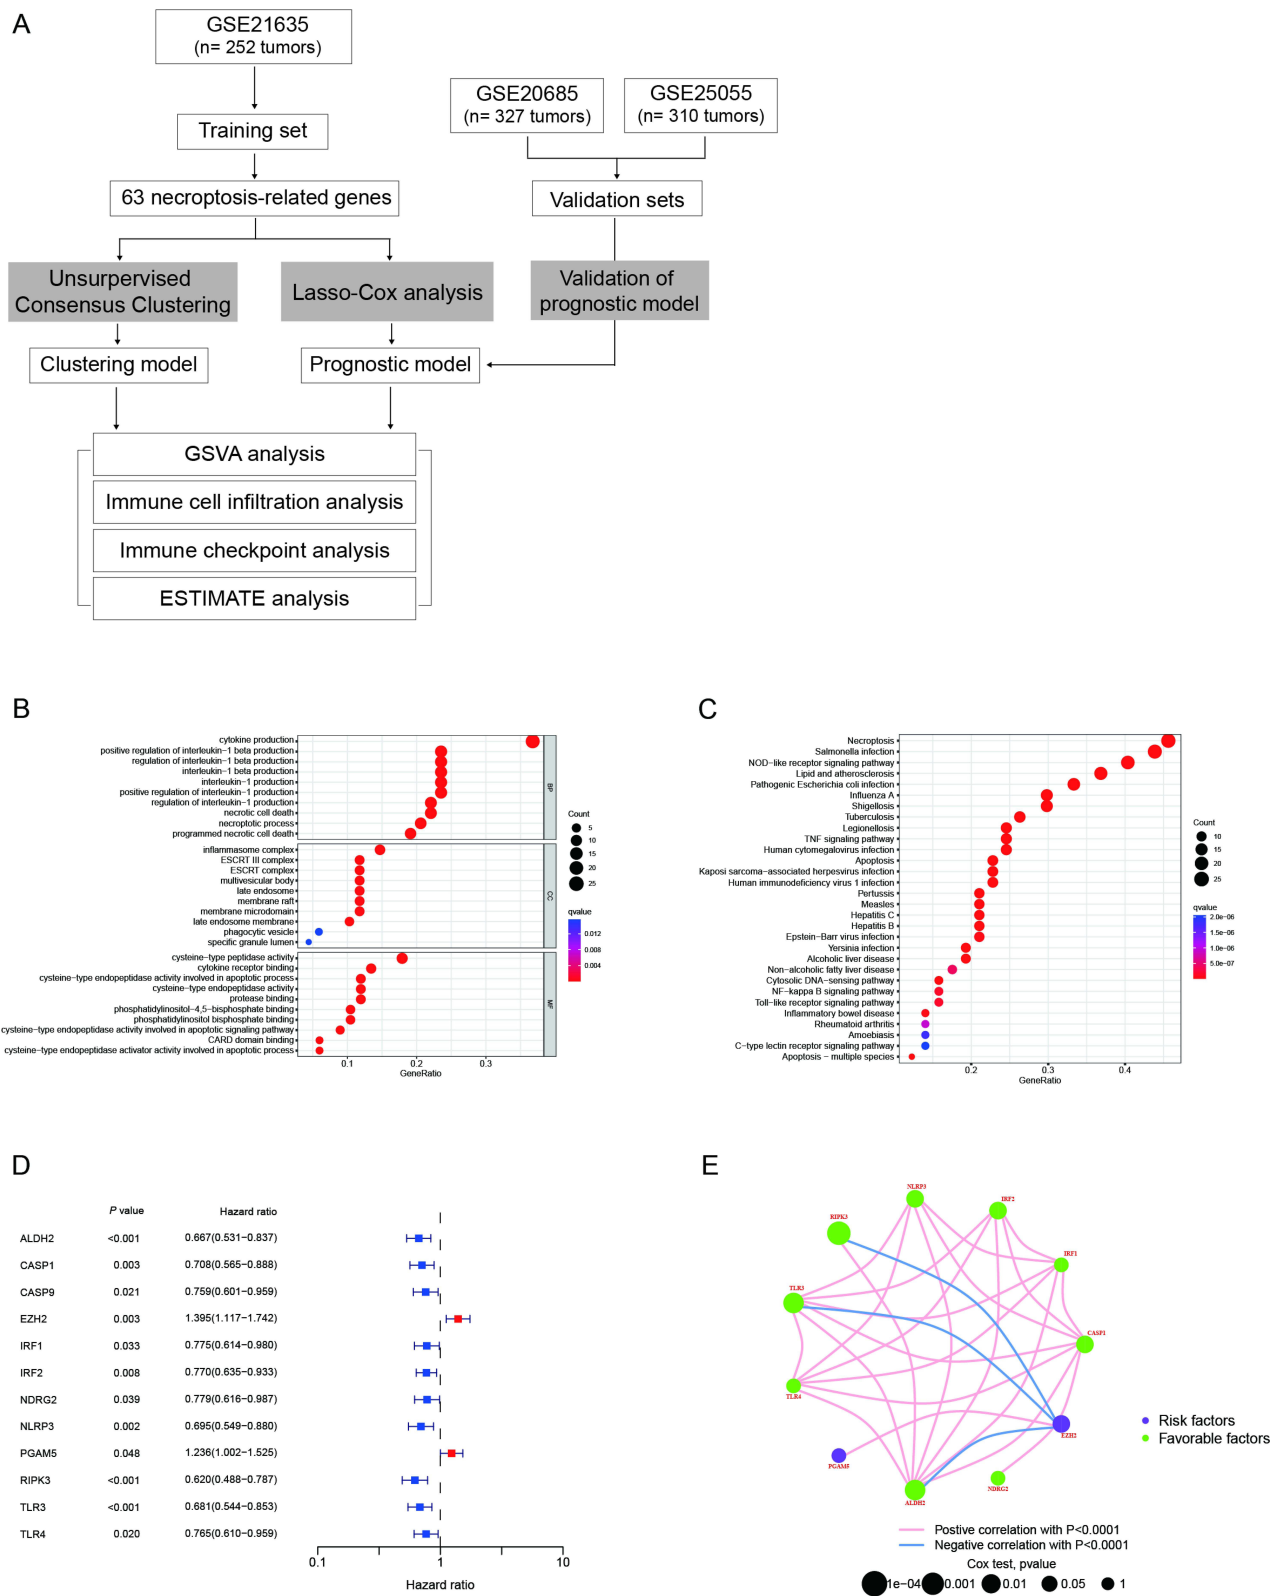 A
GSE21635
(n= 252 tumors)
GSE20685
(n= 327 tumors)
GSE25055
(n= 310 tumors)
Training set
63 necroptosis-related genes
Validation sets
Unsurpervised
Consensus Clustering
Lasso-Cox analysis
Validation of
prognostic model
Clustering model
Prognostic model
GSVA analysis
Immune cell infiltration analysis
Immune checkpoint analysis
ESTIMATE analysis
B
cytokine production
positive regulation of interleukin-1 beta production
regulation of interleukin-1 beta production
interleukin-1 beta production
interleukin-1 production
positive regulation of interleukin-1 production
regulation of interleukin-1 production
necrotic cell death
necroptotic process
programmed necrotic cell death
BP
inflammasome complex
ESCRT III complex
ESCRT complex
multivesicular body
late endosome
membrane raft
membrane microdomain
late endosome membrane
phagocytic vesicle
specific granule lumen
CC
cysteine-type peptidase activity
cytokine receptor binding
cysteine-type endopeptidase activity involved in apoptotic process
cysteine-type endopeptidase activity
protease binding
phosphatidylinositol-4,5-bisphosphate binding
phosphatidylinositol bisphosphate binding
cysteine-type endopeptidase activity involved in apoptotic signaling pathway
CARD domain binding
cysteine-type endopeptidase activator activity involved in apoptotic process
MF
0.1 0.2 0.3
GeneRatio
Count
5
10
15
20
25
qvalue
0.012
0.008
0.004
C
Necroptosis
Salmonella infection
NOD-like receptor signaling pathway
Lipid and atherosclerosis
Pathogenic Escherichia coli infection
Influenza A
Shigellosis
Tuberculosis
Legionellosis
TNF signaling pathway
Human cytomegalovirus infection
Apoptosis
Kaposi sarcoma-associated herpesvirus infection
Human immunodeficiency virus 1 infection
Pertussis
Measles
Hepatitis C
Hepatitis B
Epstein-Barr virus infection
Yersinia infection
Alcoholic liver disease
Non-alcoholic fatty liver disease
Cytosolic DNA-sensing pathway
NF-kappa B signaling pathway
Toll-like receptor signaling pathway
Inflammatory bowel disease
Rheumatoid arthritis
Amoebiasis
C-type lectin receptor signaling pathway
Apoptosis - multiple species
0.2 0.3 0.4
GeneRatio
Count
10
15
20
25
qvalue
2.0e-06
1.5e-06
1.0e-06
5.0e-07
D
P value Hazard ratio
ALDH2 <0.001 0.667(0.531-0.837)
CASP1 0.003 0.708(0.565-0.888)
CASP9 0.021 0.759(0.601-0.959)
EZH2 0.003 1.395(1.117-1.742)
IRF1 0.033 0.775(0.614-0.980)
IRF2 0.008 0.770(0.635-0.933)
NDRG2 0.039 0.779(0.616-0.987)
NLRP3 0.002 0.695(0.549-0.880)
PGAM5 0.048 1.236(1.002-1.525)
RIPK3 <0.001 0.620(0.488-0.787)
TLR3 <0.001 0.681(0.544-0.853)
TLR4 0.020 0.765(0.610-0.959)
0.1 1 10
Hazard ratio
E
NLRP3
IRF2
RIPK3
IRF1
TLR3
CASP1
TLR4
EZH2
PGAM5
NDRG2
ALDH2
Risk factors
Favorable factors
Postive correlation with P<0.0001
Negative correlation with P<0.0001
Cox test, pvalue
1e-04 0.001 0.01 0.05 1